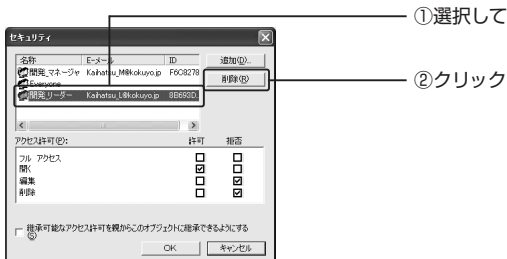 ①選択して
セキュリティ
名称 E-メール ID 追加(D)...
開発_マネージャ Kaihatsu_M@kokuyo.jp F6C8278
削除(R)
②クリック
Everyone
開発_リーダー Kaihatsu_L@kokuyo.jp 8B693D
アクセス許可(P): 許可 拒否
フル アクセス
開く
編集
削除
継承可能なアクセス許可を親からこのオブジェクトに継承できるようにする
(S)
OK キャンセル